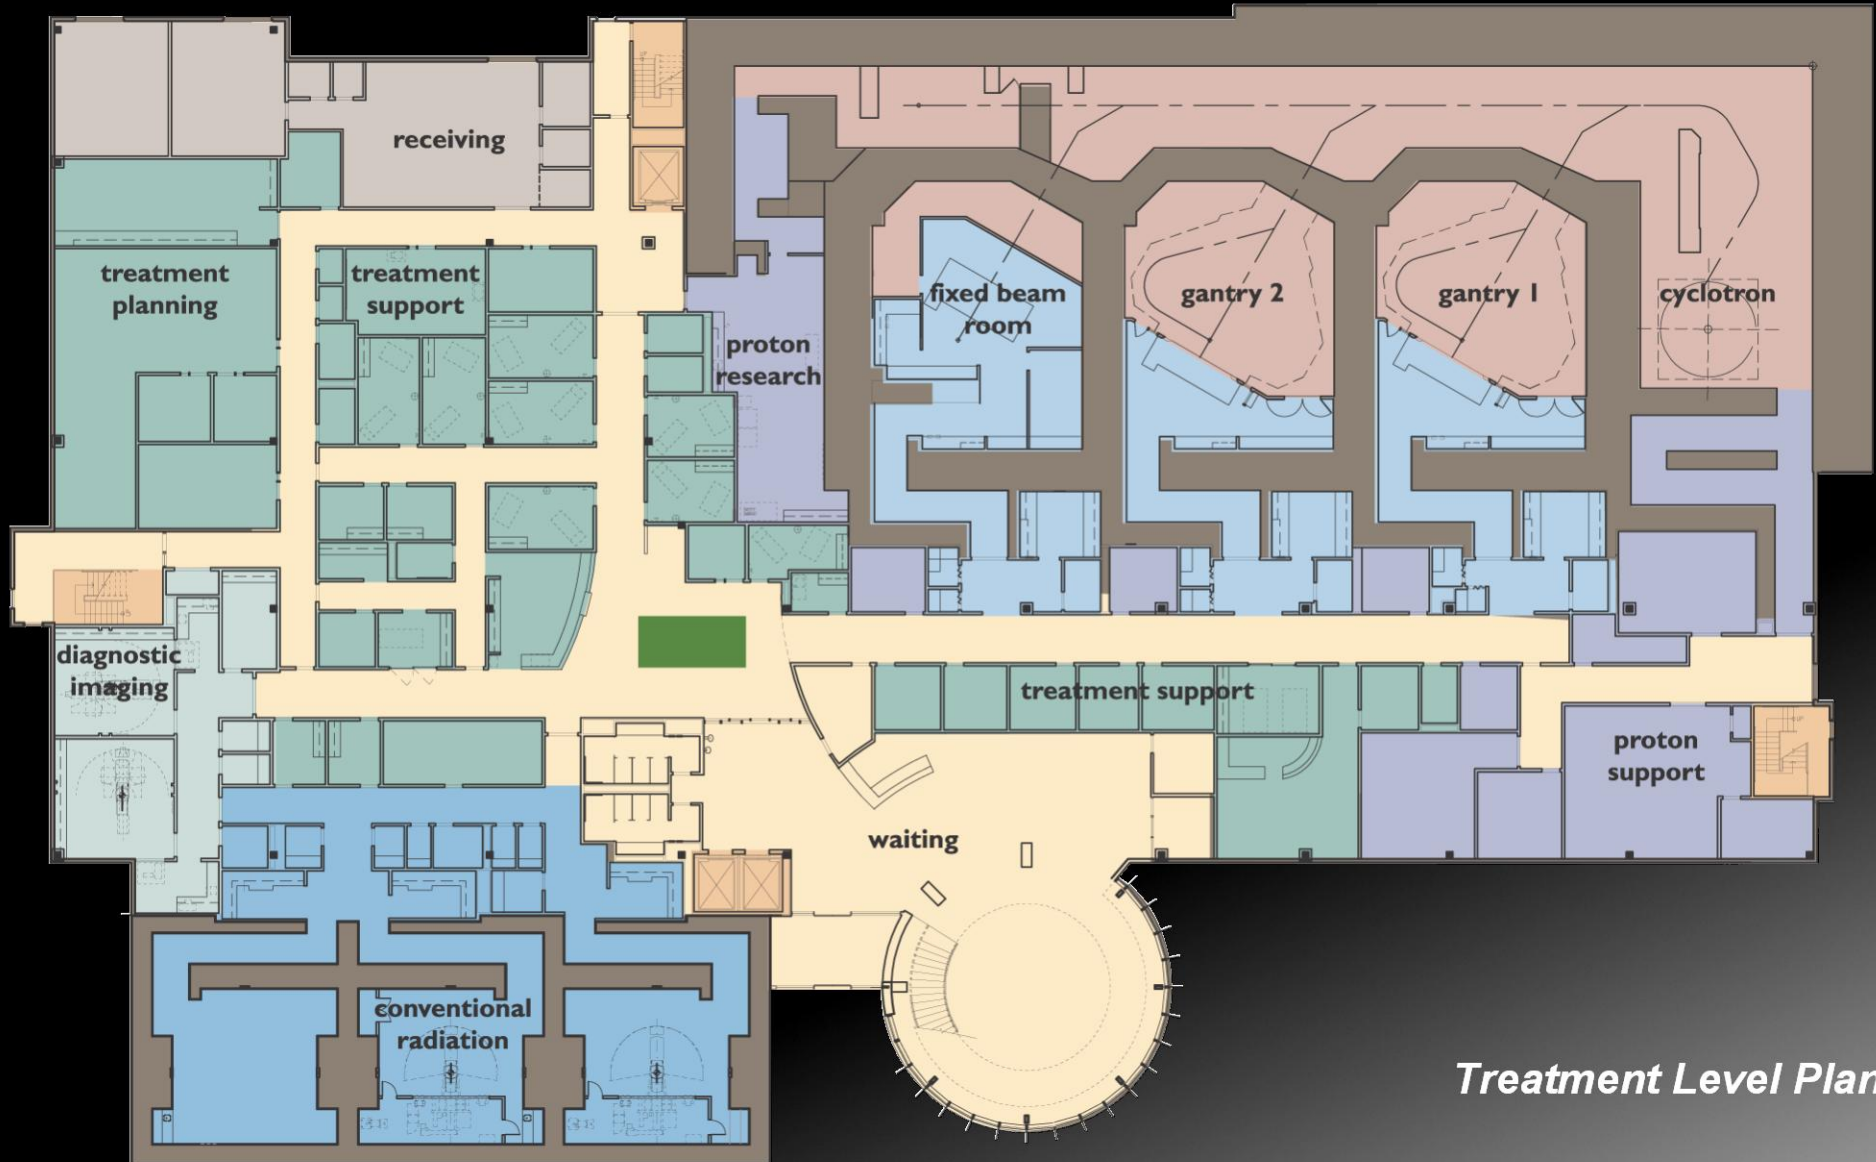 receiving
treatment
planning
treatment
support
proton
research
fixed beam
room
gantry 2
gantry 1
cyclotron
diagnostic
imaging
treatment support
proton
support
waiting
conventional
radiation
Treatment Level Plan